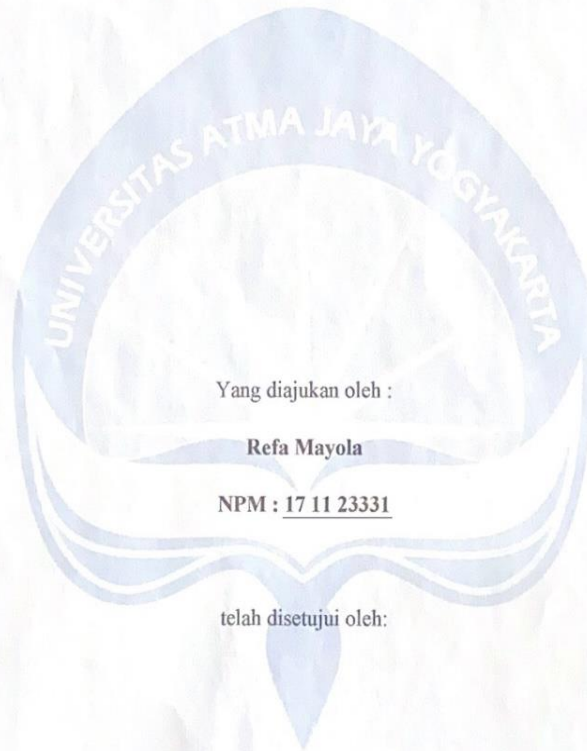 UNIVERSITAS ATMA JAYA YOGYAKARTA
Yang diajukan oleh :
Refa Mayola
NPM : 17 11 23331
telah disetujui oleh: